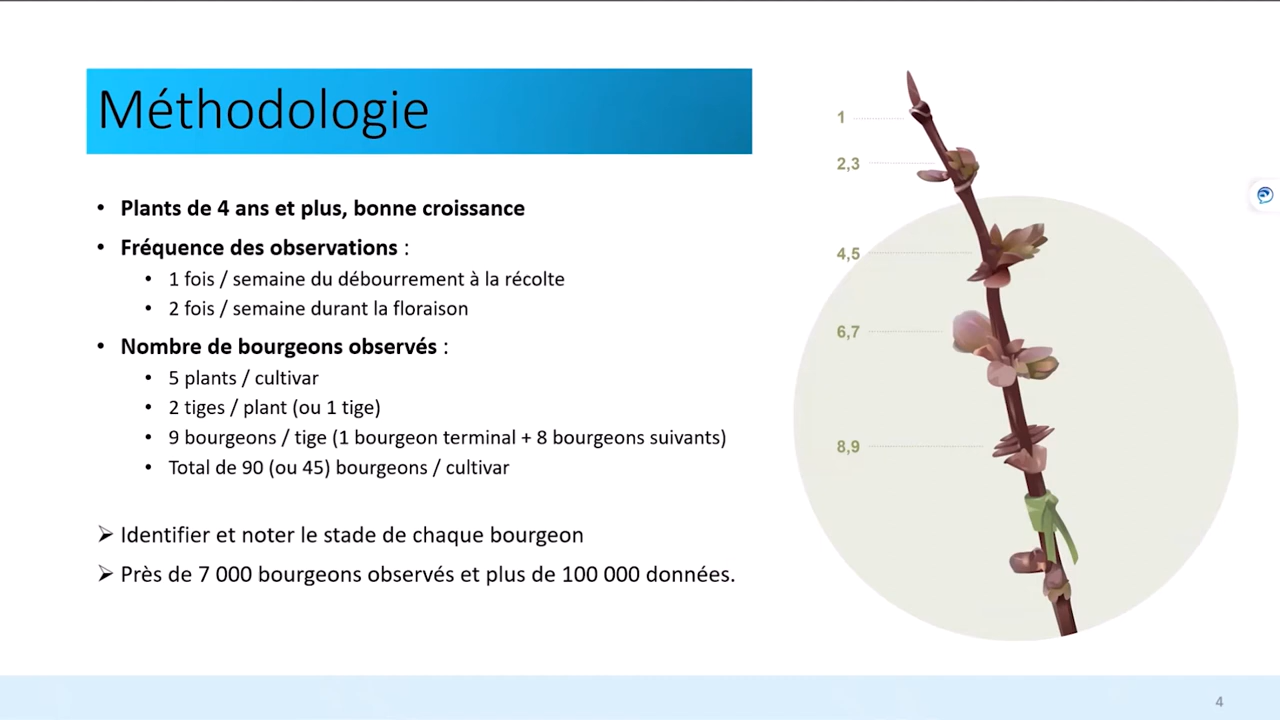 Méthodologie
• Plants de 4 ans et plus, bonne croissance
• Fréquence des observations :
• 1 fois / semaine du débourrement à la récolte
• 2 fois / semaine durant la floraison
• Nombre de bourgeons observés :
• 5 plants / cultivar
• 2 tiges / plant (ou 1 tige)
• 9 bourgeons / tige (1 bourgeon terminal + 8 bourgeons suivants)
• Total de 90 (ou 45) bourgeons / cultivar
➢ Identifier et noter le stade de chaque bourgeon
➢ Près de 7 000 bourgeons observés et plus de 100 000 données.
1
2,3
4,5
6,7
8,9
4